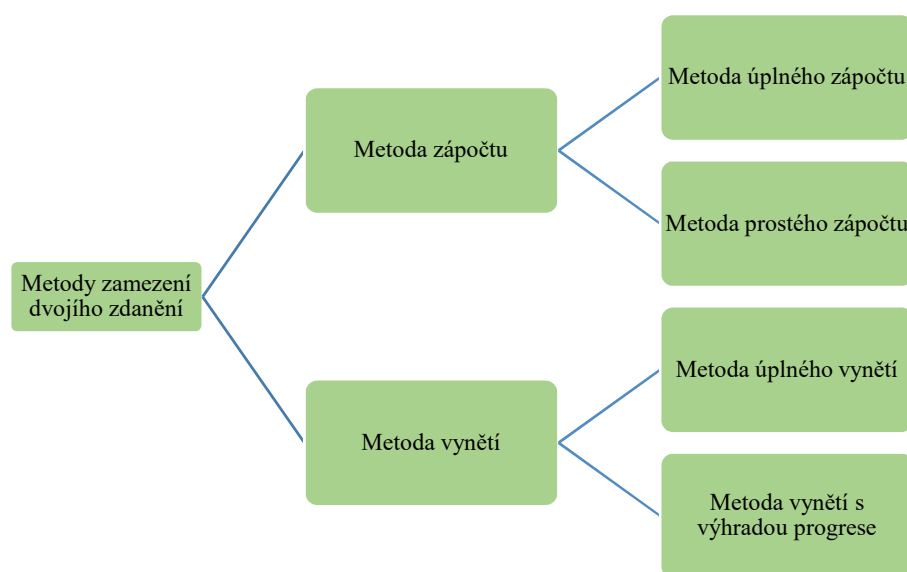 Metody zamezení
dvojího zdanění
Metoda zápočtu
Metoda úplného zápočtu
Metoda prostého zápočtu
Metoda vynětí
Metoda úplného vynětí
Metoda vynětí s
výhradou progrese